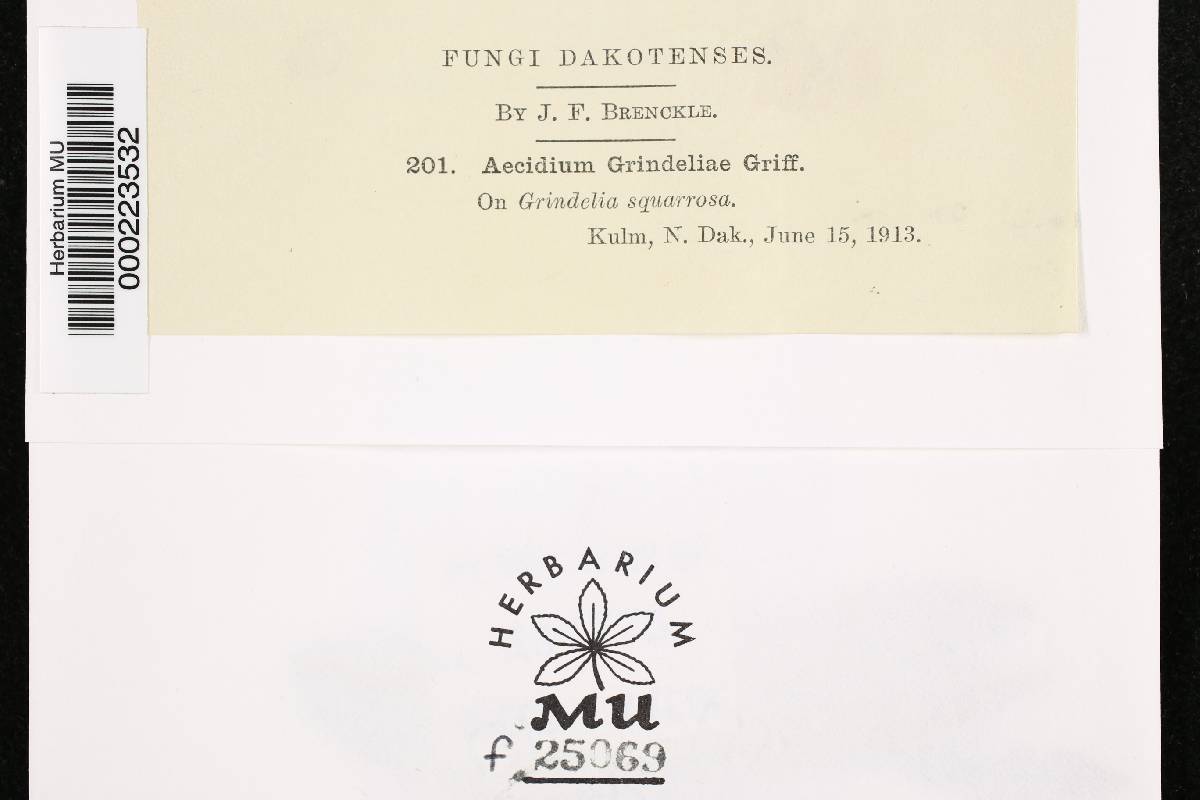 FUNGI DAKOTENSES.
BY J. F. BRENCKLE.
201. Aecidium Grindeliae Griff.
On Grindelia squarrosa.
Kulm, N. Dak., June 15, 1913.
Herbarium MU
000223532
HERBARIUM
MU
f 25069